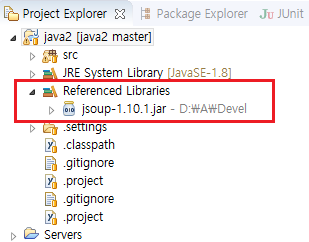 Project Explorer Package Explorer Ju JUnit
java2 [java2 master]
src
JRE System Library [JavaSE-1.8]
Referenced Libraries
jsoup-1.10.1.jar - D:₩A₩Devel
.settings
.classpath
.gitignore
.project
.gitignore
.project
Servers